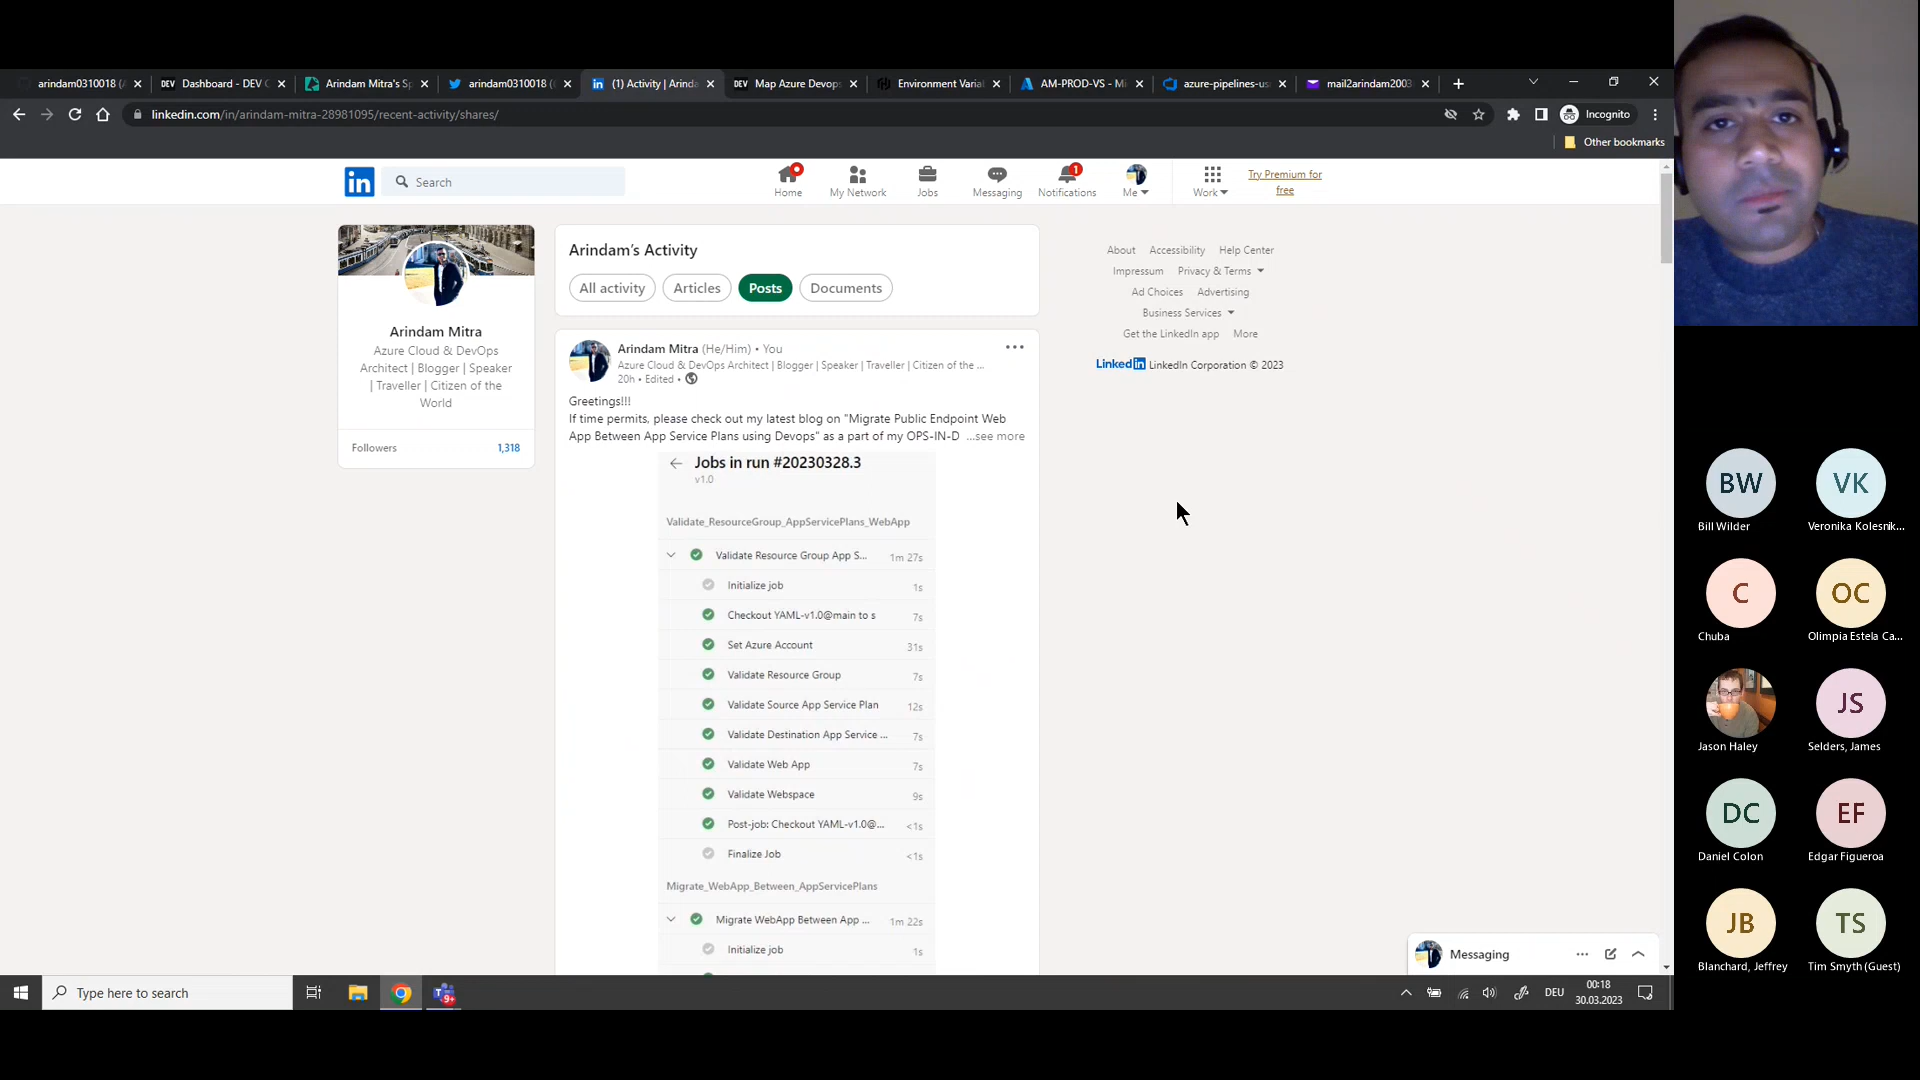 arindam0310018 (
Dashboard - DEV C
Arindam Mitra's Sp
arindam0310018 (
(1) Activity | Arinda
Map Azure Devops
Environment Varia
AM-PROD-VS - Mi
azure-pipelines-us
mail2arindam2003
linkedin.com/in/arindam-mitra-28981095/recent-activity/shares/
Incognito
Other bookmarks
in
Search
Home
My Network
Jobs
Messaging
1
Notifications
Me
Work
Try Premium for
free
Arindam Mitra
Azure Cloud & DevOps
Architect | Blogger | Speaker
| Traveller | Citizen of the
World
Followers 1,318
Arindam's Activity
All activity
Articles
Posts
Documents
Arindam Mitra (He/Him) • You
Azure Cloud & DevOps Architect | Blogger | Speaker | Traveller | Citizen of the ...
20h • Edited •
Greetings!!!
If time permits, please check out my latest blog on "Migrate Public Endpoint Web
App Between App Service Plans using Devops" as a part of my OPS-IN-D ...see more
Jobs in run #20230328.3
v1.0
Validate_ResourceGroup_AppServicePlans_WebApp
Validate Resource Group App S... 1m 27s
Initialize job 1s
Checkout YAML-v1.0@main to s 7s
Set Azure Account 31s
Validate Resource Group 7s
Validate Source App Service Plan 12s
Validate Destination App Service ... 7s
Validate Web App 7s
Validate Webspace 9s
Post-job: Checkout YAML-v1.0@... <1s
Finalize Job <1s
Migrate_WebApp_Between_AppServicePlans
Migrate WebApp Between App ... 1m 22s
Initialize job 1s
About Accessibility Help Center
Impressum Privacy & Terms
Ad Choices Advertising
Business Services
Get the LinkedIn app More
Linked in LinkedIn Corporation © 2023
Messaging
Type here to search
9+
DEU
00:18
30.03.2023
BW
Bill Wilder
VK
Veronika Kolesnik...
C
Chuba
OC
Olimpia Estela Ca...
Jason Haley
JS
Selders, James
DC
Daniel Colon
EF
Edgar Figueroa
JB
Blanchard, Jeffrey
TS
Tim Smyth (Guest)